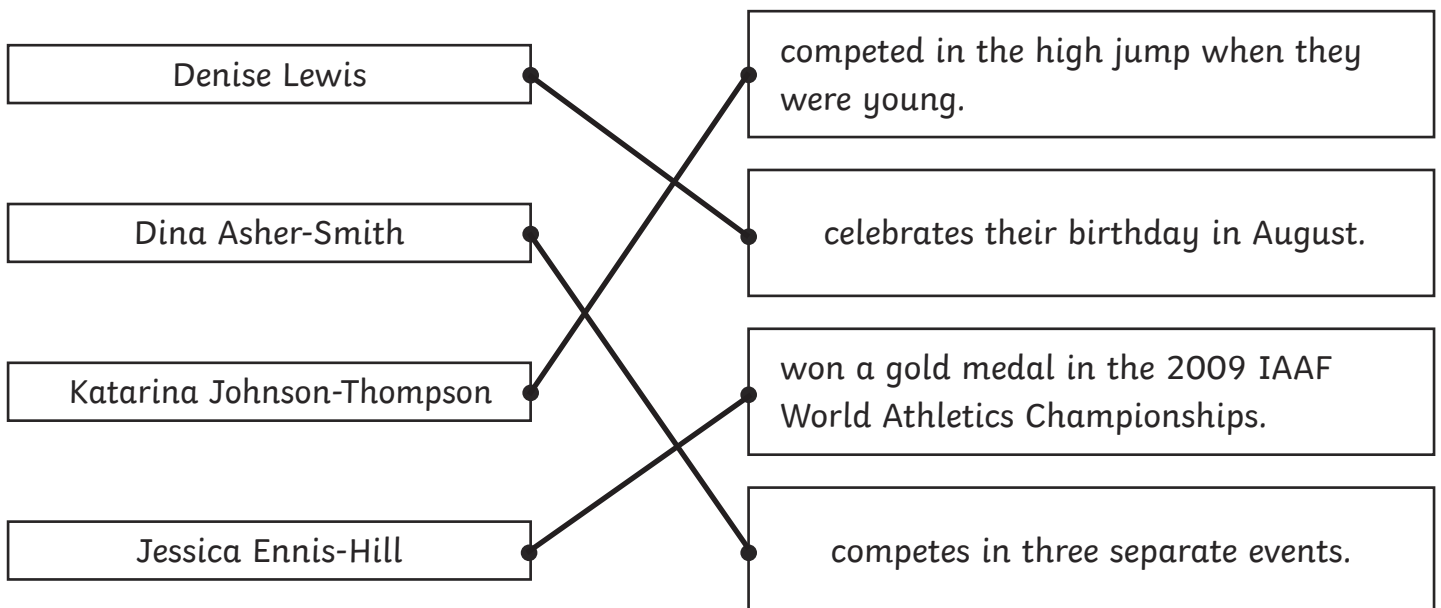 Denise Lewis
Dina Asher-Smith
Katarina Johnson-Thompson
Jessica Ennis-Hill
competed in the high jump when they
were young.
celebrates their birthday in August.
won a gold medal in the 2009 IAAF
World Athletics Championships.
competes in three separate events.